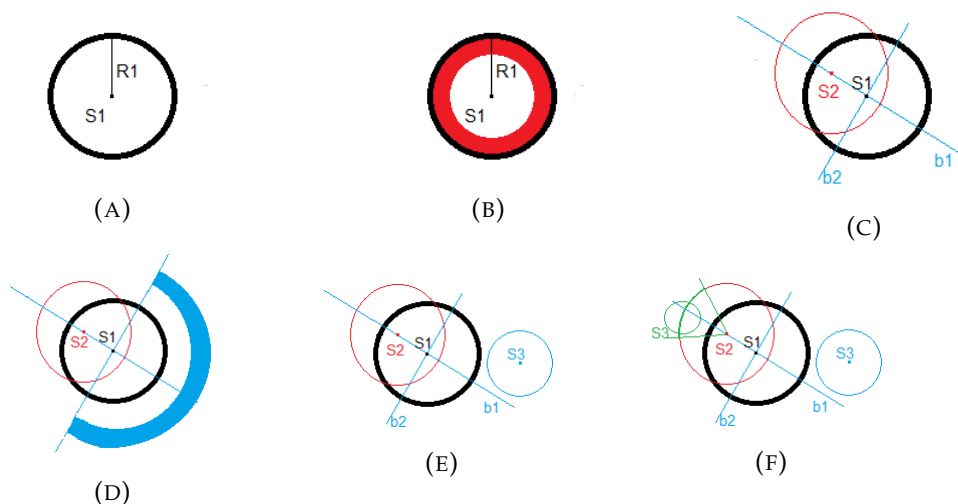 R1
S1
(A)
R1
S1
(B)
S1
S2
b1
b2
(C)
S1
S2
(D)
S1
S2
S3
b1
b2
(E)
S3
S2
S1
S3
b1
b2
(F)